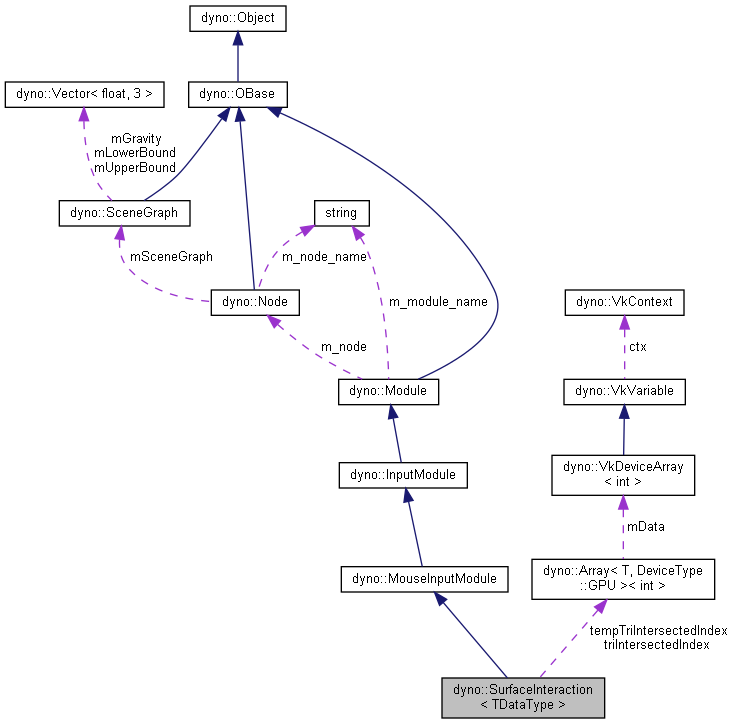 dyno::Object
dyno::Vector< float, 3 >
dyno::OBase
mGravity
mLowerBound
mUpperBound
dyno::SceneGraph
string
mSceneGraph
m_node_name
dyno::Node
m_module_name
dyno::VkContext
m_node
ctx
dyno::Module
dyno::VkVariable
dyno::InputModule
dyno::VkDeviceArray
< int >
mData
dyno::MouseInputModule
dyno::Array< T, DeviceType
::GPU >< int >
tempTriIntersectedIndex
triIntersectedIndex
dyno::SurfaceInteraction
< TDataType >